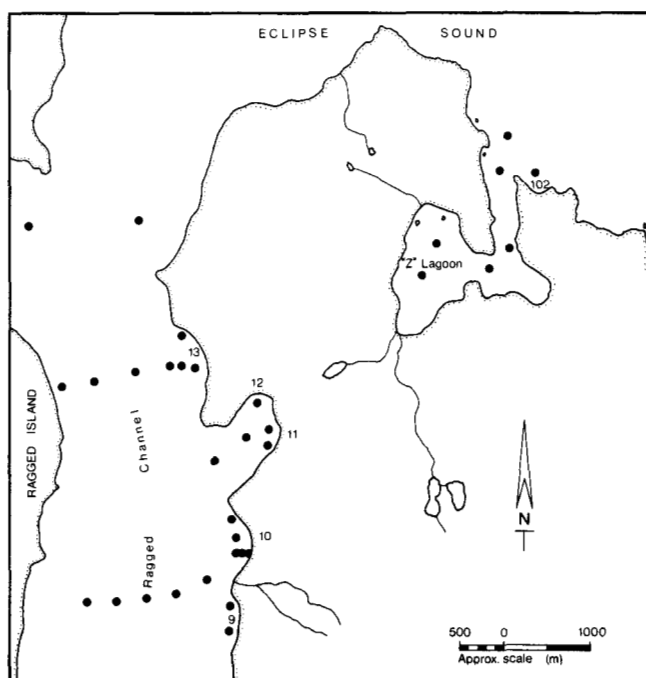 ECLIPSE SOUND
102
"Z" Lagoon
13
12
RAGGED ISLAND
Channel
11
N
10
Ragged
9
500 0 1000
Approx. scale (m)